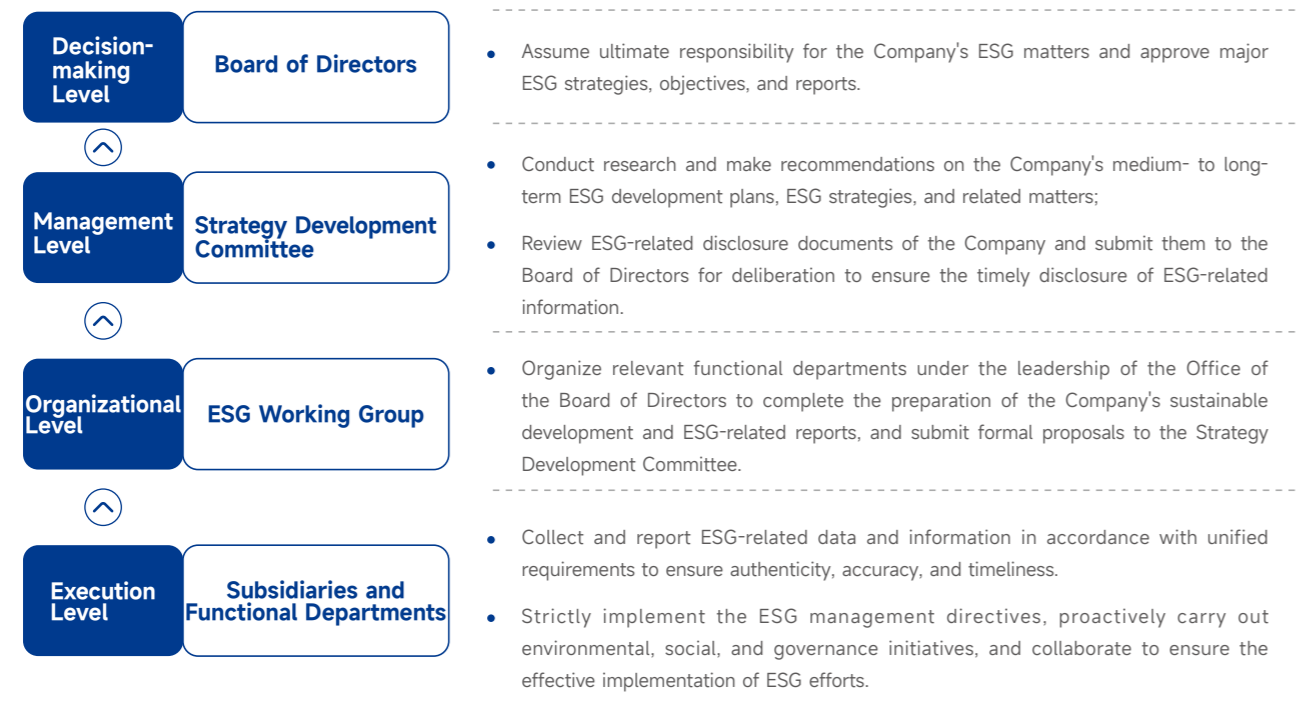 Decision-
making
Level
Board of Directors
• Assume ultimate responsibility for the Company's ESG matters and approve major
ESG strategies, objectives, and reports.
Management
Level
Strategy Development
Committee
• Conduct research and make recommendations on the Company's medium- to long-
term ESG development plans, ESG strategies, and related matters;
• Review ESG-related disclosure documents of the Company and submit them to the
Board of Directors for deliberation to ensure the timely disclosure of ESG-related
information.
Organizational
Level
ESG Working Group
• Organize relevant functional departments under the leadership of the Office of
the Board of Directors to complete the preparation of the Company's sustainable
development and ESG-related reports, and submit formal proposals to the Strategy
Development Committee.
Execution
Level
Subsidiaries and
Functional Departments
• Collect and report ESG-related data and information in accordance with unified
requirements to ensure authenticity, accuracy, and timeliness.
• Strictly implement the ESG management directives, proactively carry out
environmental, social, and governance initiatives, and collaborate to ensure the
effective implementation of ESG efforts.